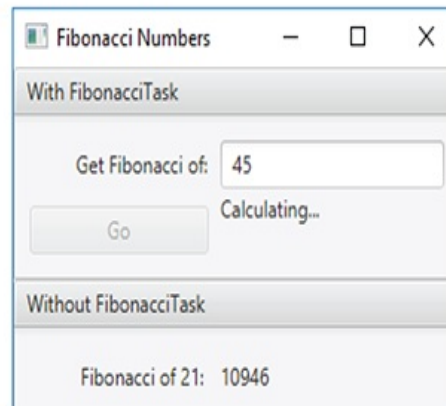 Fibonacci Numbers
With FibonacciTask
Get Fibonacci of: 45
Calculating...
Go
Without FibonacciTask
Fibonacci of 21: 10946